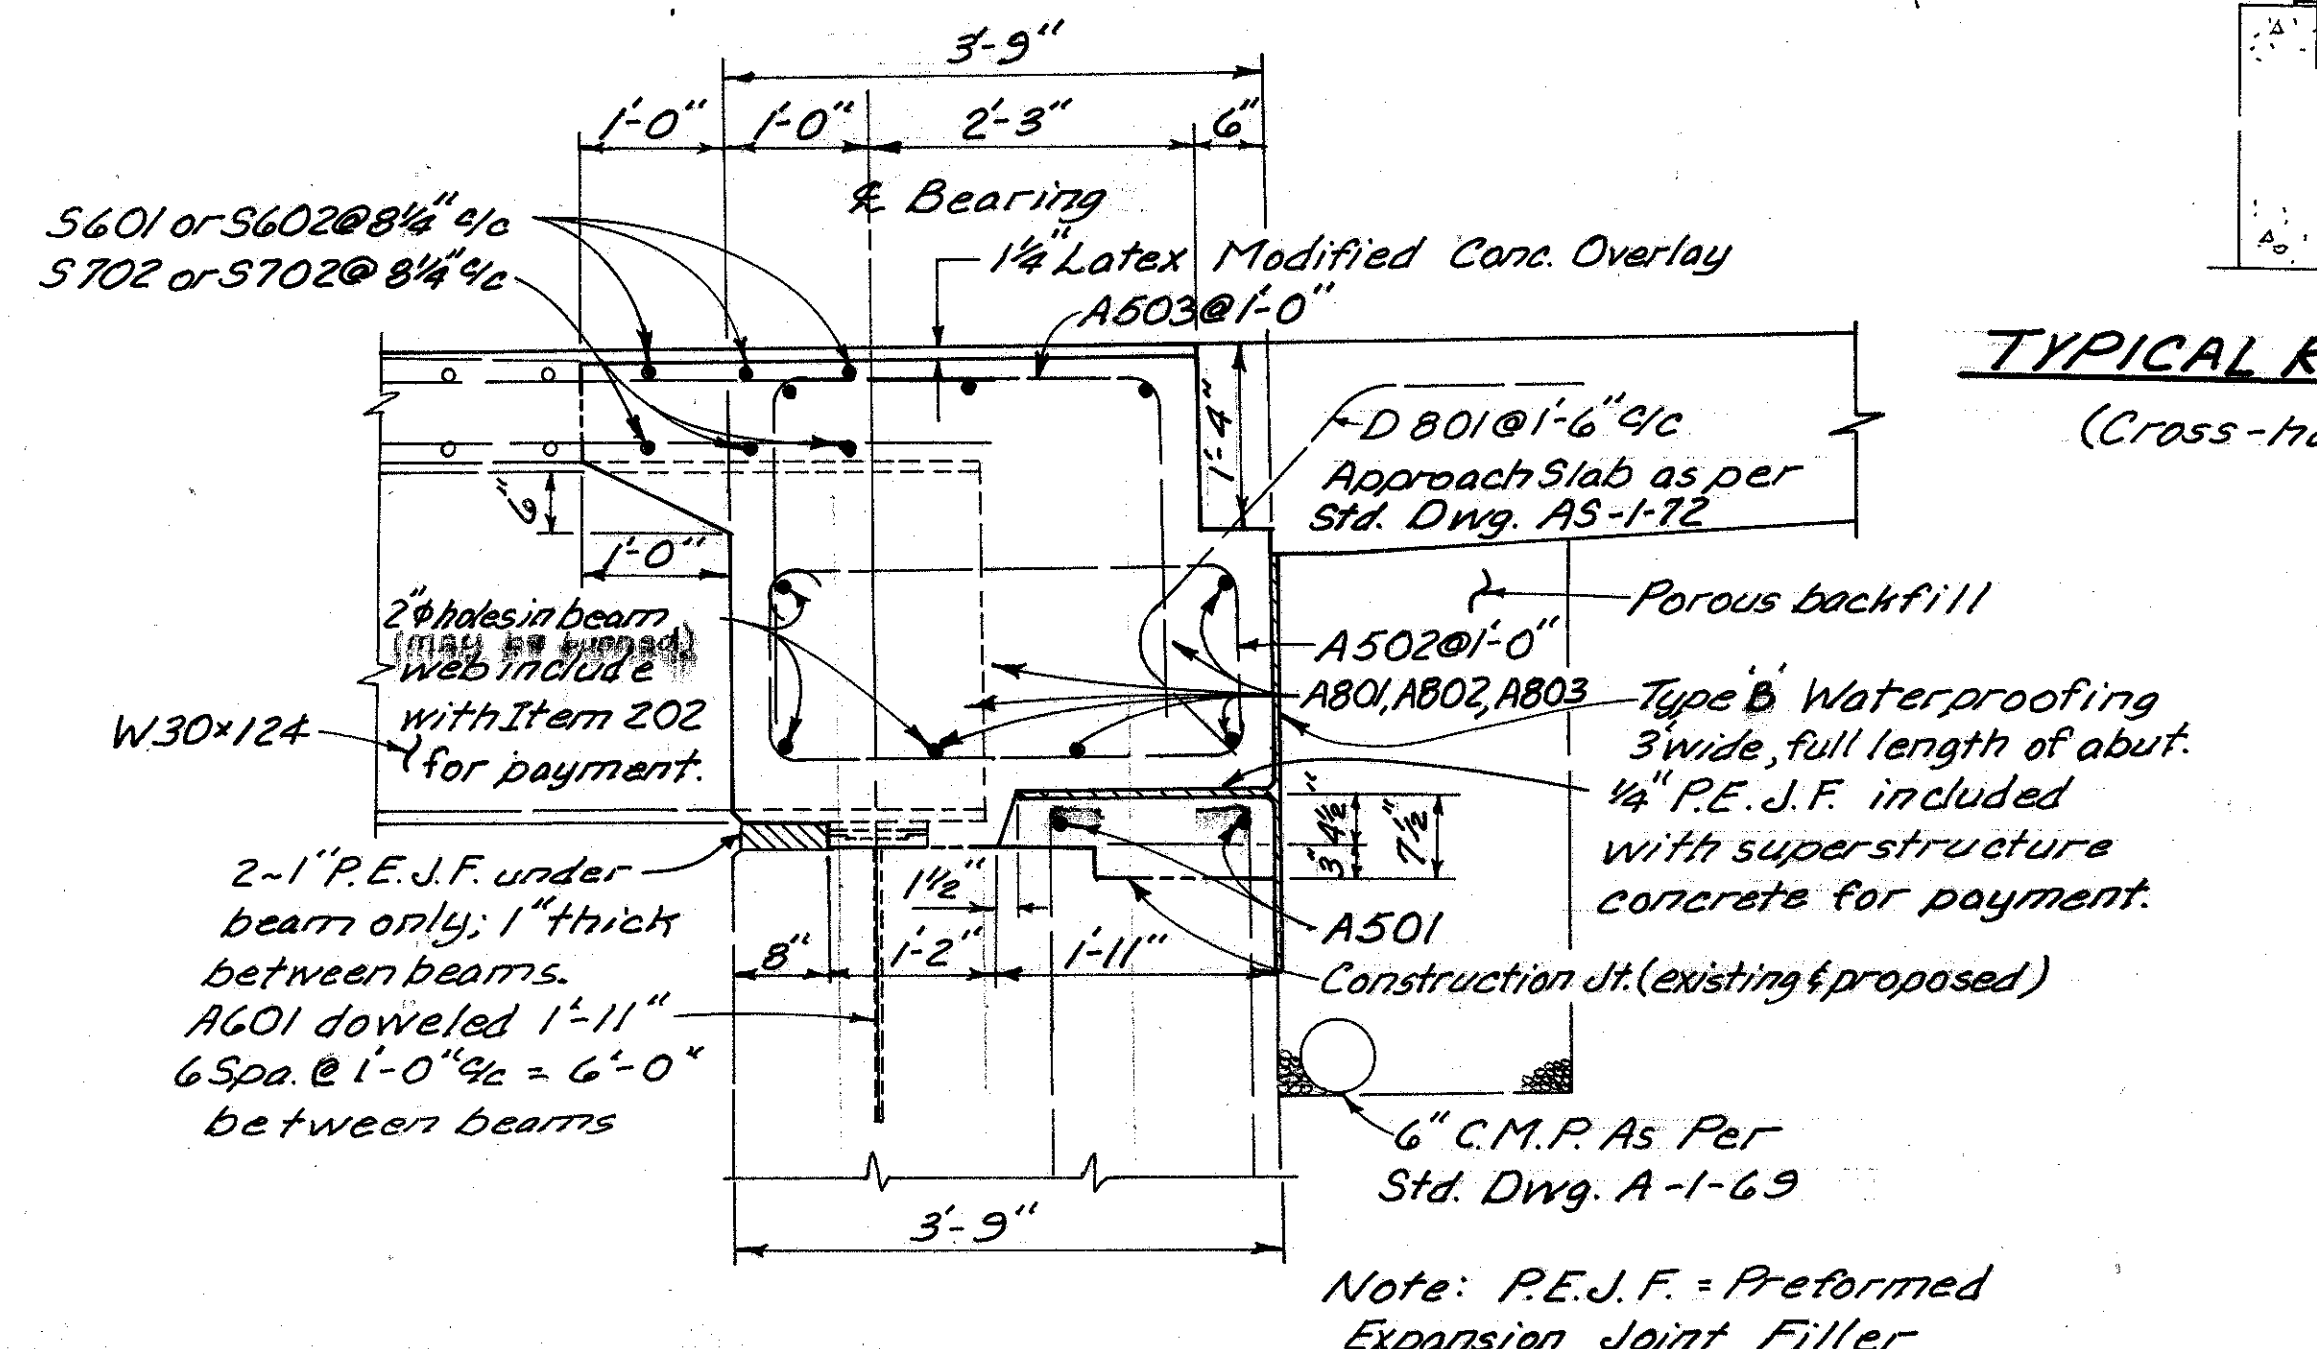 3'-9"
1'-0" 1'-0" 2'-3" 6"
℄ Bearing
S601 or S602@8¼" c/c
S702 or S702@8¼" c/c
1¼" Latex Modified Conc. Overlay
A503@1'-0"
TYPICAL
(Cross-ha
1'-4"
D801@1'-6" c/c
Approach Slab as per
Std. Dwg. AS-1-72
6"
1'-0"
2"φ holes in beam
(may be burned)
web include
with Item 202
for payment.
W30×124
Porous backfill
A502@1'-0"
A801, A802, A803
Type 'B' Waterproofing
3' wide, full length of abut.
¼" P.E.J.F. included
with superstructure
concrete for payment.
4½"
3"
7½"
2~1" P.E.J.F. under
beam only; 1" thick
between beams.
1½"
8" 1'-2" 1'-11"
A501
Construction Jt. (existing & proposed)
A601 doweled 1'-11"
6 Spa. @ 1'-0" c/c = 6'-0"
between beams
6" C.M.P. As Per
Std. Dwg. A-1-69
3'-9"
Note: P.E.J.F. = Preformed
Expansion Joint Filler